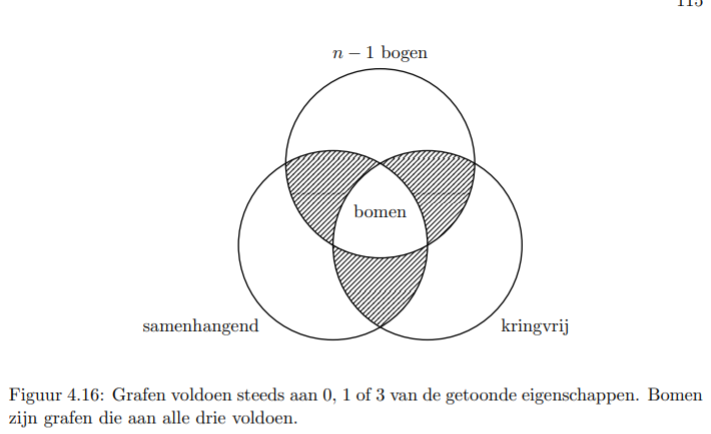 115
n − 1 bogen
bomen
samenhangend
kringvrij
Figuur 4.16: Grafen voldoen steeds aan 0, 1 of 3 van de getoonde eigenschappen. Bomen
zijn grafen die aan alle drie voldoen.